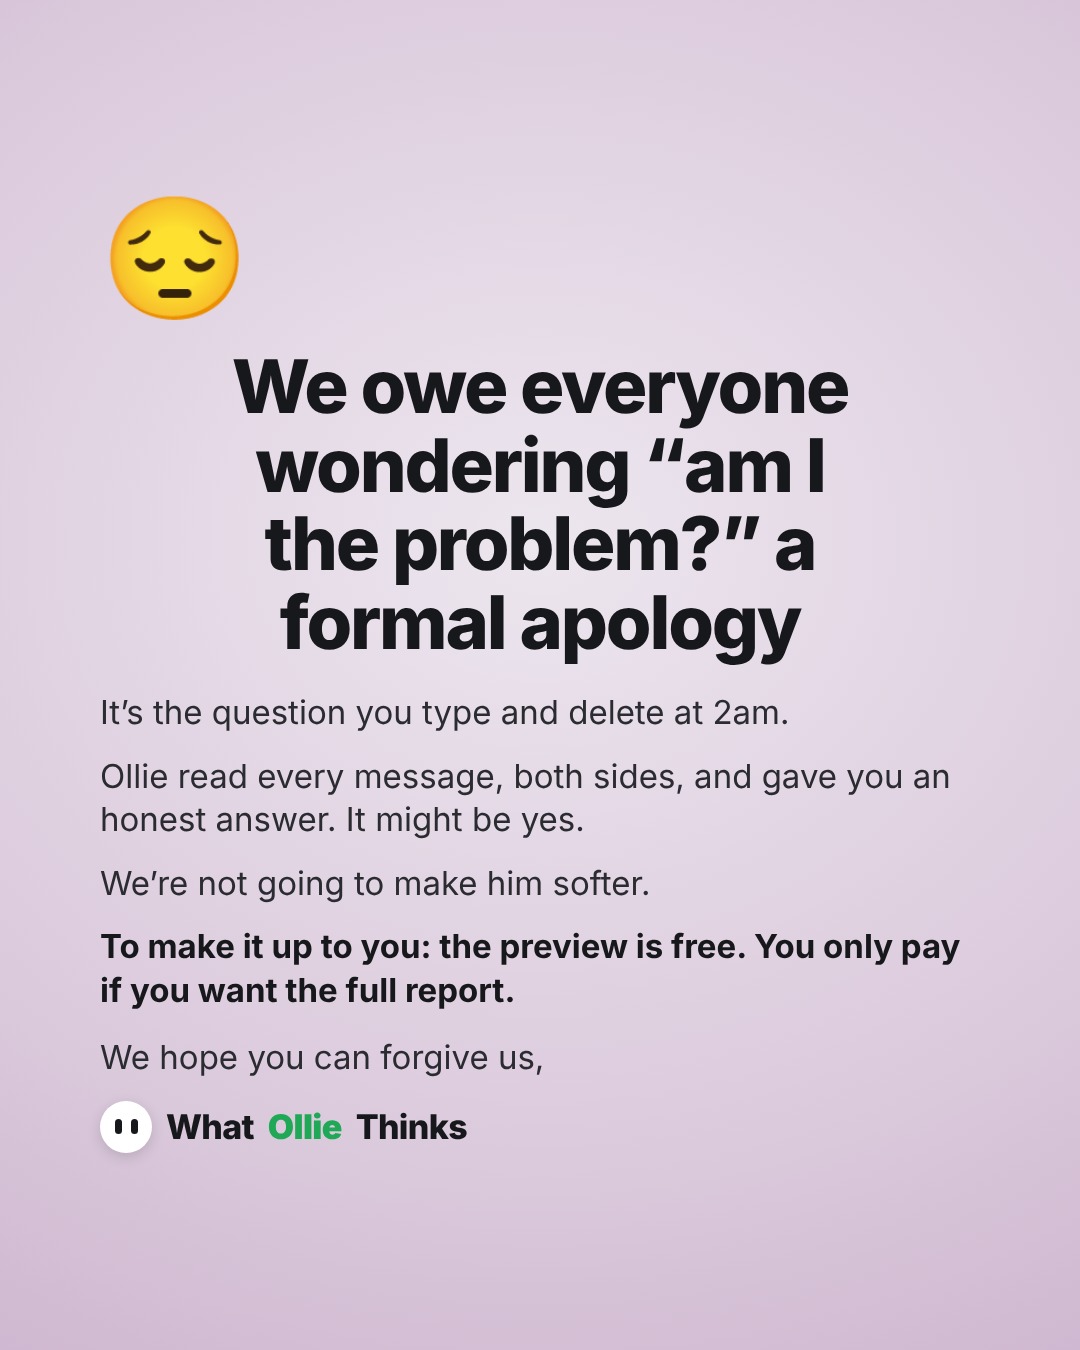 We owe everyone
wondering “am I
the problem?” a
formal apology
It’s the question you type and delete at 2am.
Ollie read every message, both sides, and gave you an
honest answer. It might be yes.
We’re not going to make him softer.
To make it up to you: the preview is free. You only pay
if you want the full report.
We hope you can forgive us,
What Ollie Thinks